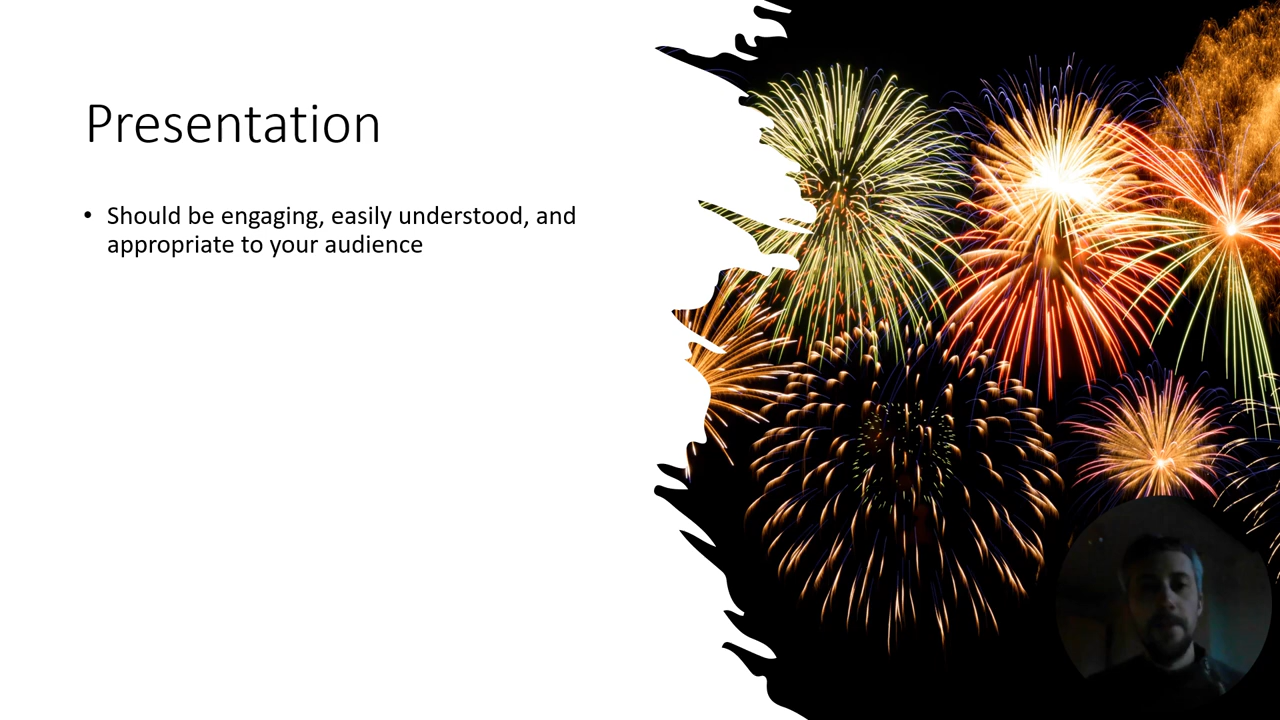 Presentation
• Should be engaging, easily understood, and
appropriate to your audience